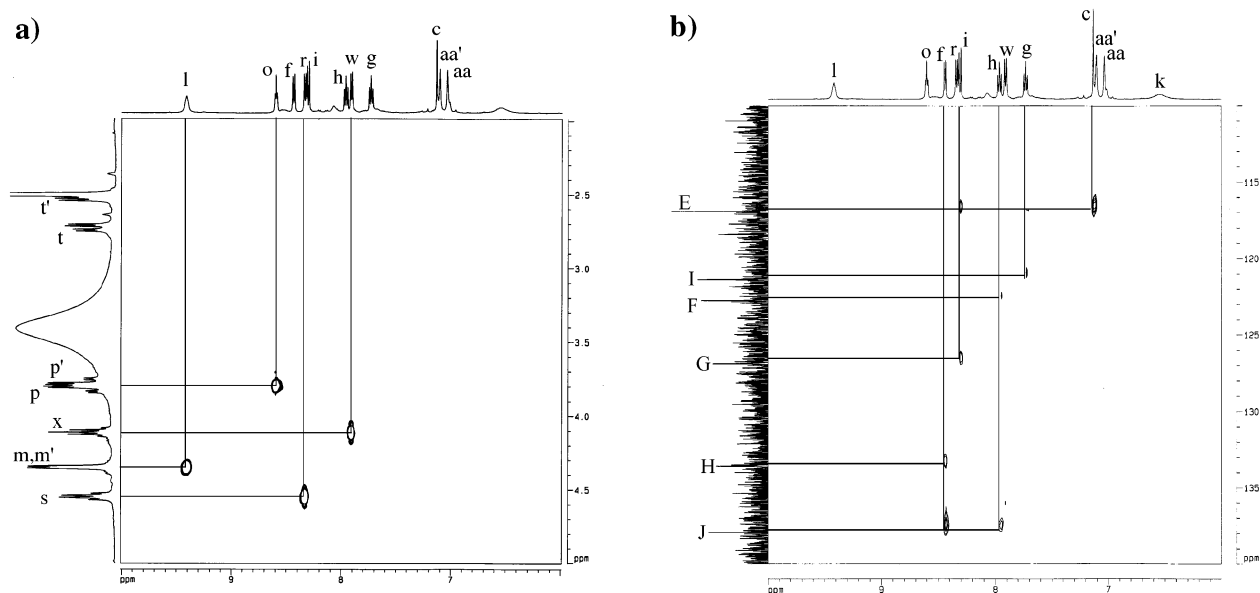 a)
l
o
f
r
i
h
w
g
c
aa'
aa
t'
t
p'
p
x
m,m'
s
2.5
3.0
3.5
4.0
4.5
ppm
ppm
9
8
7
b)
l
o
f
r
i
h
w
g
c
aa'
aa
k
E
I
F
G
H
J
115
120
125
130
135
ppm
ppm
9
8
7